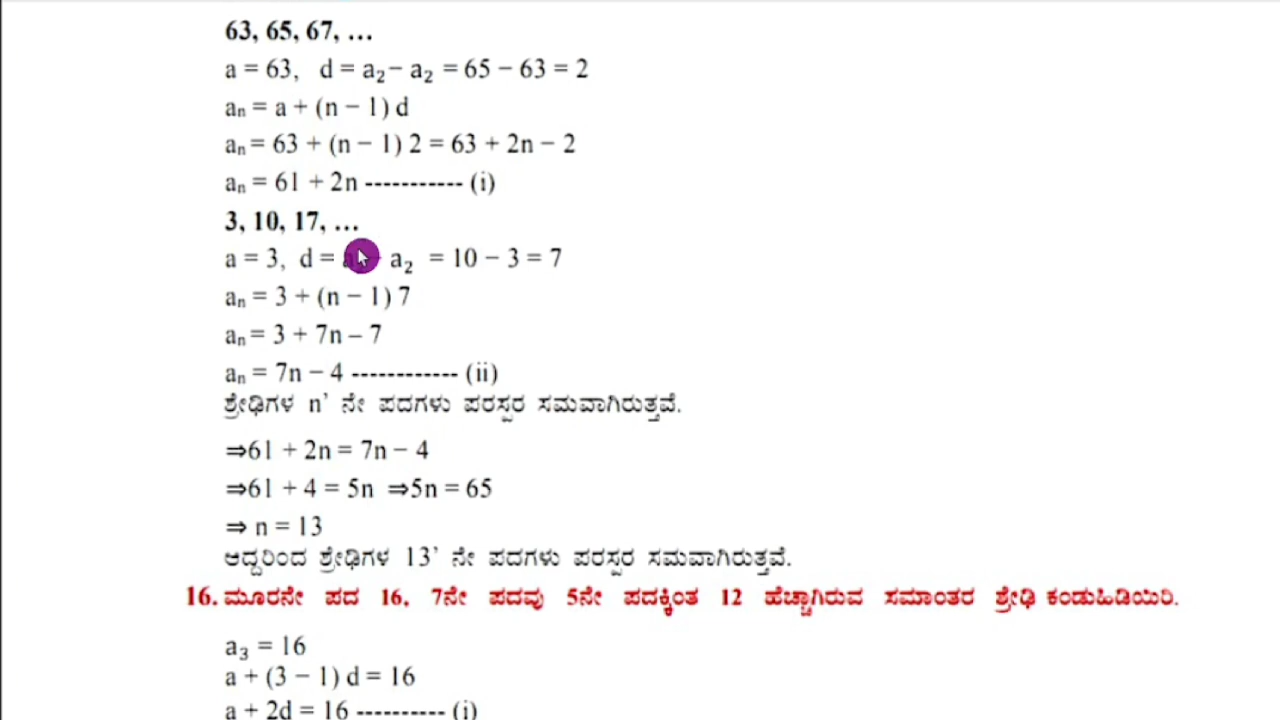 63, 65, 67, …
a = 63, d = a₂− a₂ = 65 − 63 = 2
aₙ = a + (n − 1) d
aₙ = 63 + (n − 1) 2 = 63 + 2n − 2
aₙ = 61 + 2n ----------- (i)
3, 10, 17, …
a = 3, d = a₂ = 10 − 3 = 7
aₙ = 3 + (n − 1) 7
aₙ = 3 + 7n – 7
aₙ = 7n − 4 ------------ (ii)
ಶ್ರೇಢಿಗಳ n’ ನೇ ಪದಗಳು ಪರಸ್ಪರ ಸಮವಾಗಿರುತ್ತವೆ.
⇒61 + 2n = 7n − 4
⇒61 + 4 = 5n ⇒5n = 65
⇒ n = 13
ಆದ್ದರಿಂದ ಶ್ರೇಢಿಗಳ 13’ ನೇ ಪದಗಳು ಪರಸ್ಪರ ಸಮವಾಗಿರುತ್ತವೆ.
16. ಮೂರನೇ ಪದ 16, 7ನೇ ಪದವು 5ನೇ ಪದಕ್ಕಿಂತ 12 ಹೆಚ್ಚಾಗಿರುವ ಸಮಾಂತರ ಶ್ರೇಢಿ ಕಂಡುಹಿಡಿಯಿರಿ.
a₃ = 16
a + (3 − 1) d = 16
a + 2d = 16 ---------- (i)